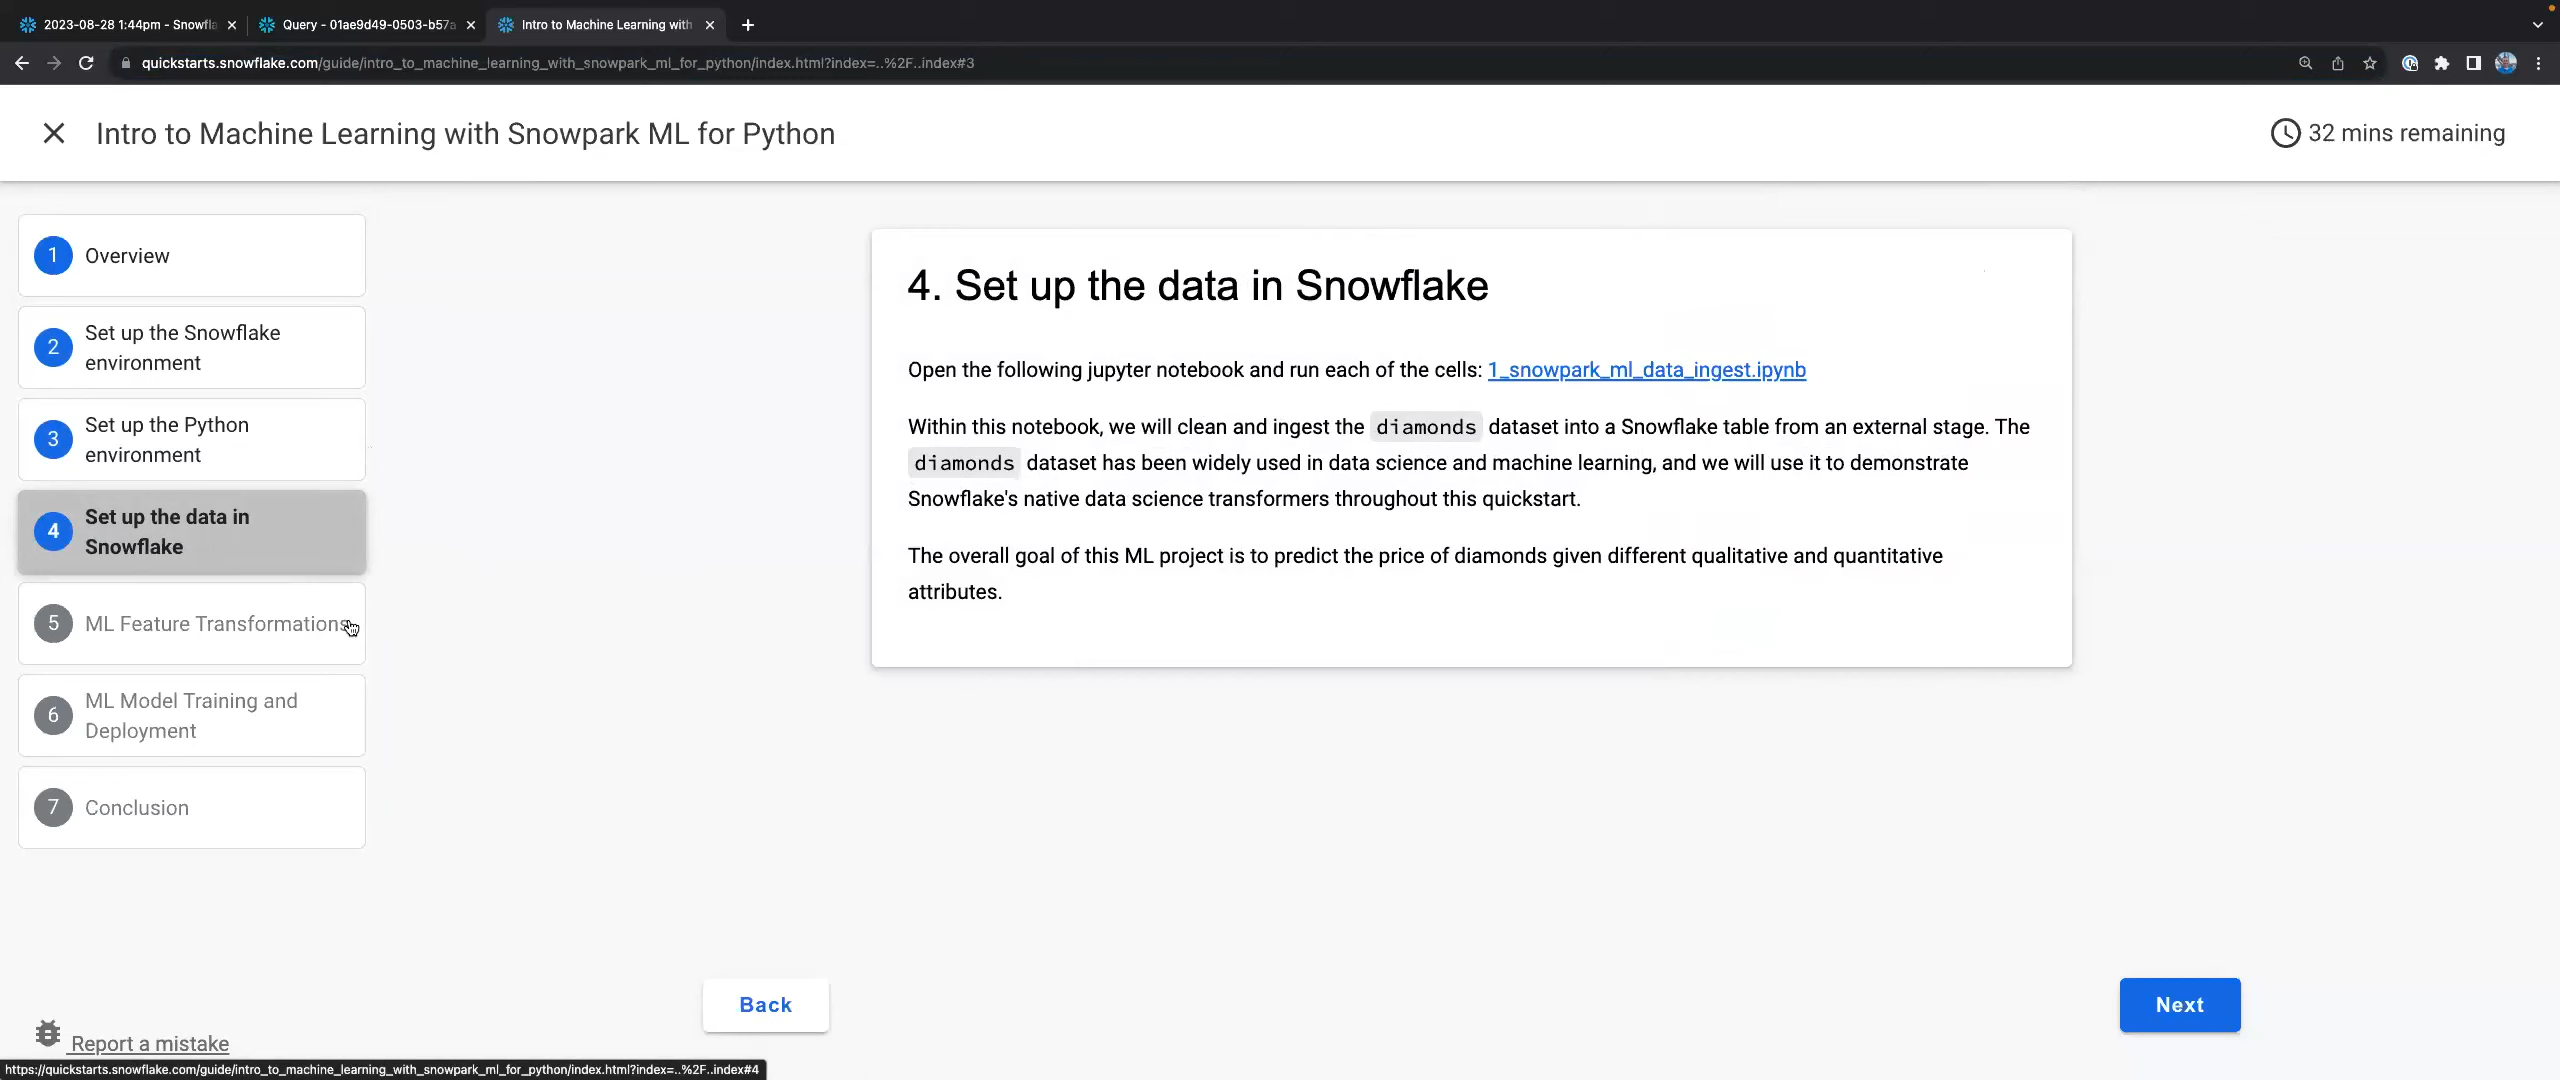 2023-08-28 1:44pm - Snowfla
Query - 01ae9d49-0503-b57a
Intro to Machine Learning with
quickstarts.snowflake.com/guide/intro_to_machine_learning_with_snowpark_ml_for_python/index.html?index=..%2F..index#3
Intro to Machine Learning with Snowpark ML for Python
32 mins remaining
1 Overview
2 Set up the Snowflake
environment
3 Set up the Python
environment
4 Set up the data in
Snowflake
5 ML Feature Transformations
6 ML Model Training and
Deployment
7 Conclusion
4. Set up the data in Snowflake
Open the following jupyter notebook and run each of the cells: 1_snowpark_ml_data_ingest.ipynb
Within this notebook, we will clean and ingest the diamonds dataset into a Snowflake table from an external stage. The
diamonds dataset has been widely used in data science and machine learning, and we will use it to demonstrate
Snowflake's native data science transformers throughout this quickstart.
The overall goal of this ML project is to predict the price of diamonds given different qualitative and quantitative
attributes.
Back
Next
Report a mistake
https://quickstarts.snowflake.com/guide/intro_to_machine_learning_with_snowpark_ml_for_python/index.html?index=..%2F..index#4